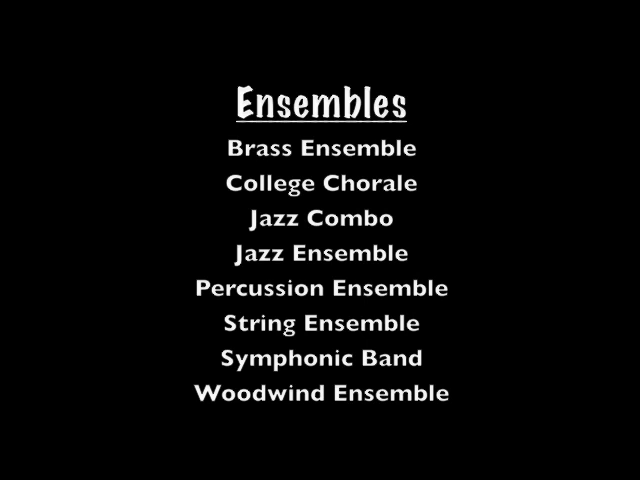 Ensembles
Brass Ensemble
College Chorale
Jazz Combo
Jazz Ensemble
Percussion Ensemble
String Ensemble
Symphonic Band
Woodwind Ensemble